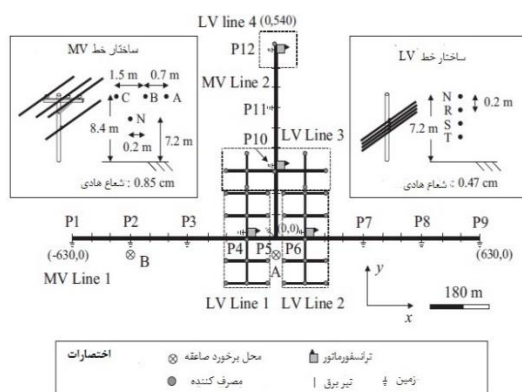 LV line 4 (0,540)
ساختار خط MV
1.5 m 0.7 m
C B A
N
8.4 m
7.2 m
0.2 m
شعاع هادی : 0.85 cm
P12
MV Line 2
P11
P10
LV Line 3
ساختار خط LV
N
R
S
T
0.2 m
7.2 m
شعاع هادی : 0.47 cm
P1 P2 P3 P4 P5 P6 P7 P8 P9
(0,0)
(-630,0) (630,0)
B A
MV Line 1
LV Line 1 LV Line 2
y
x
180 m
اختصارات
محل برخورد صاعقه
ترانسفورماتور
مصرف کننده
تیر برق
زمین